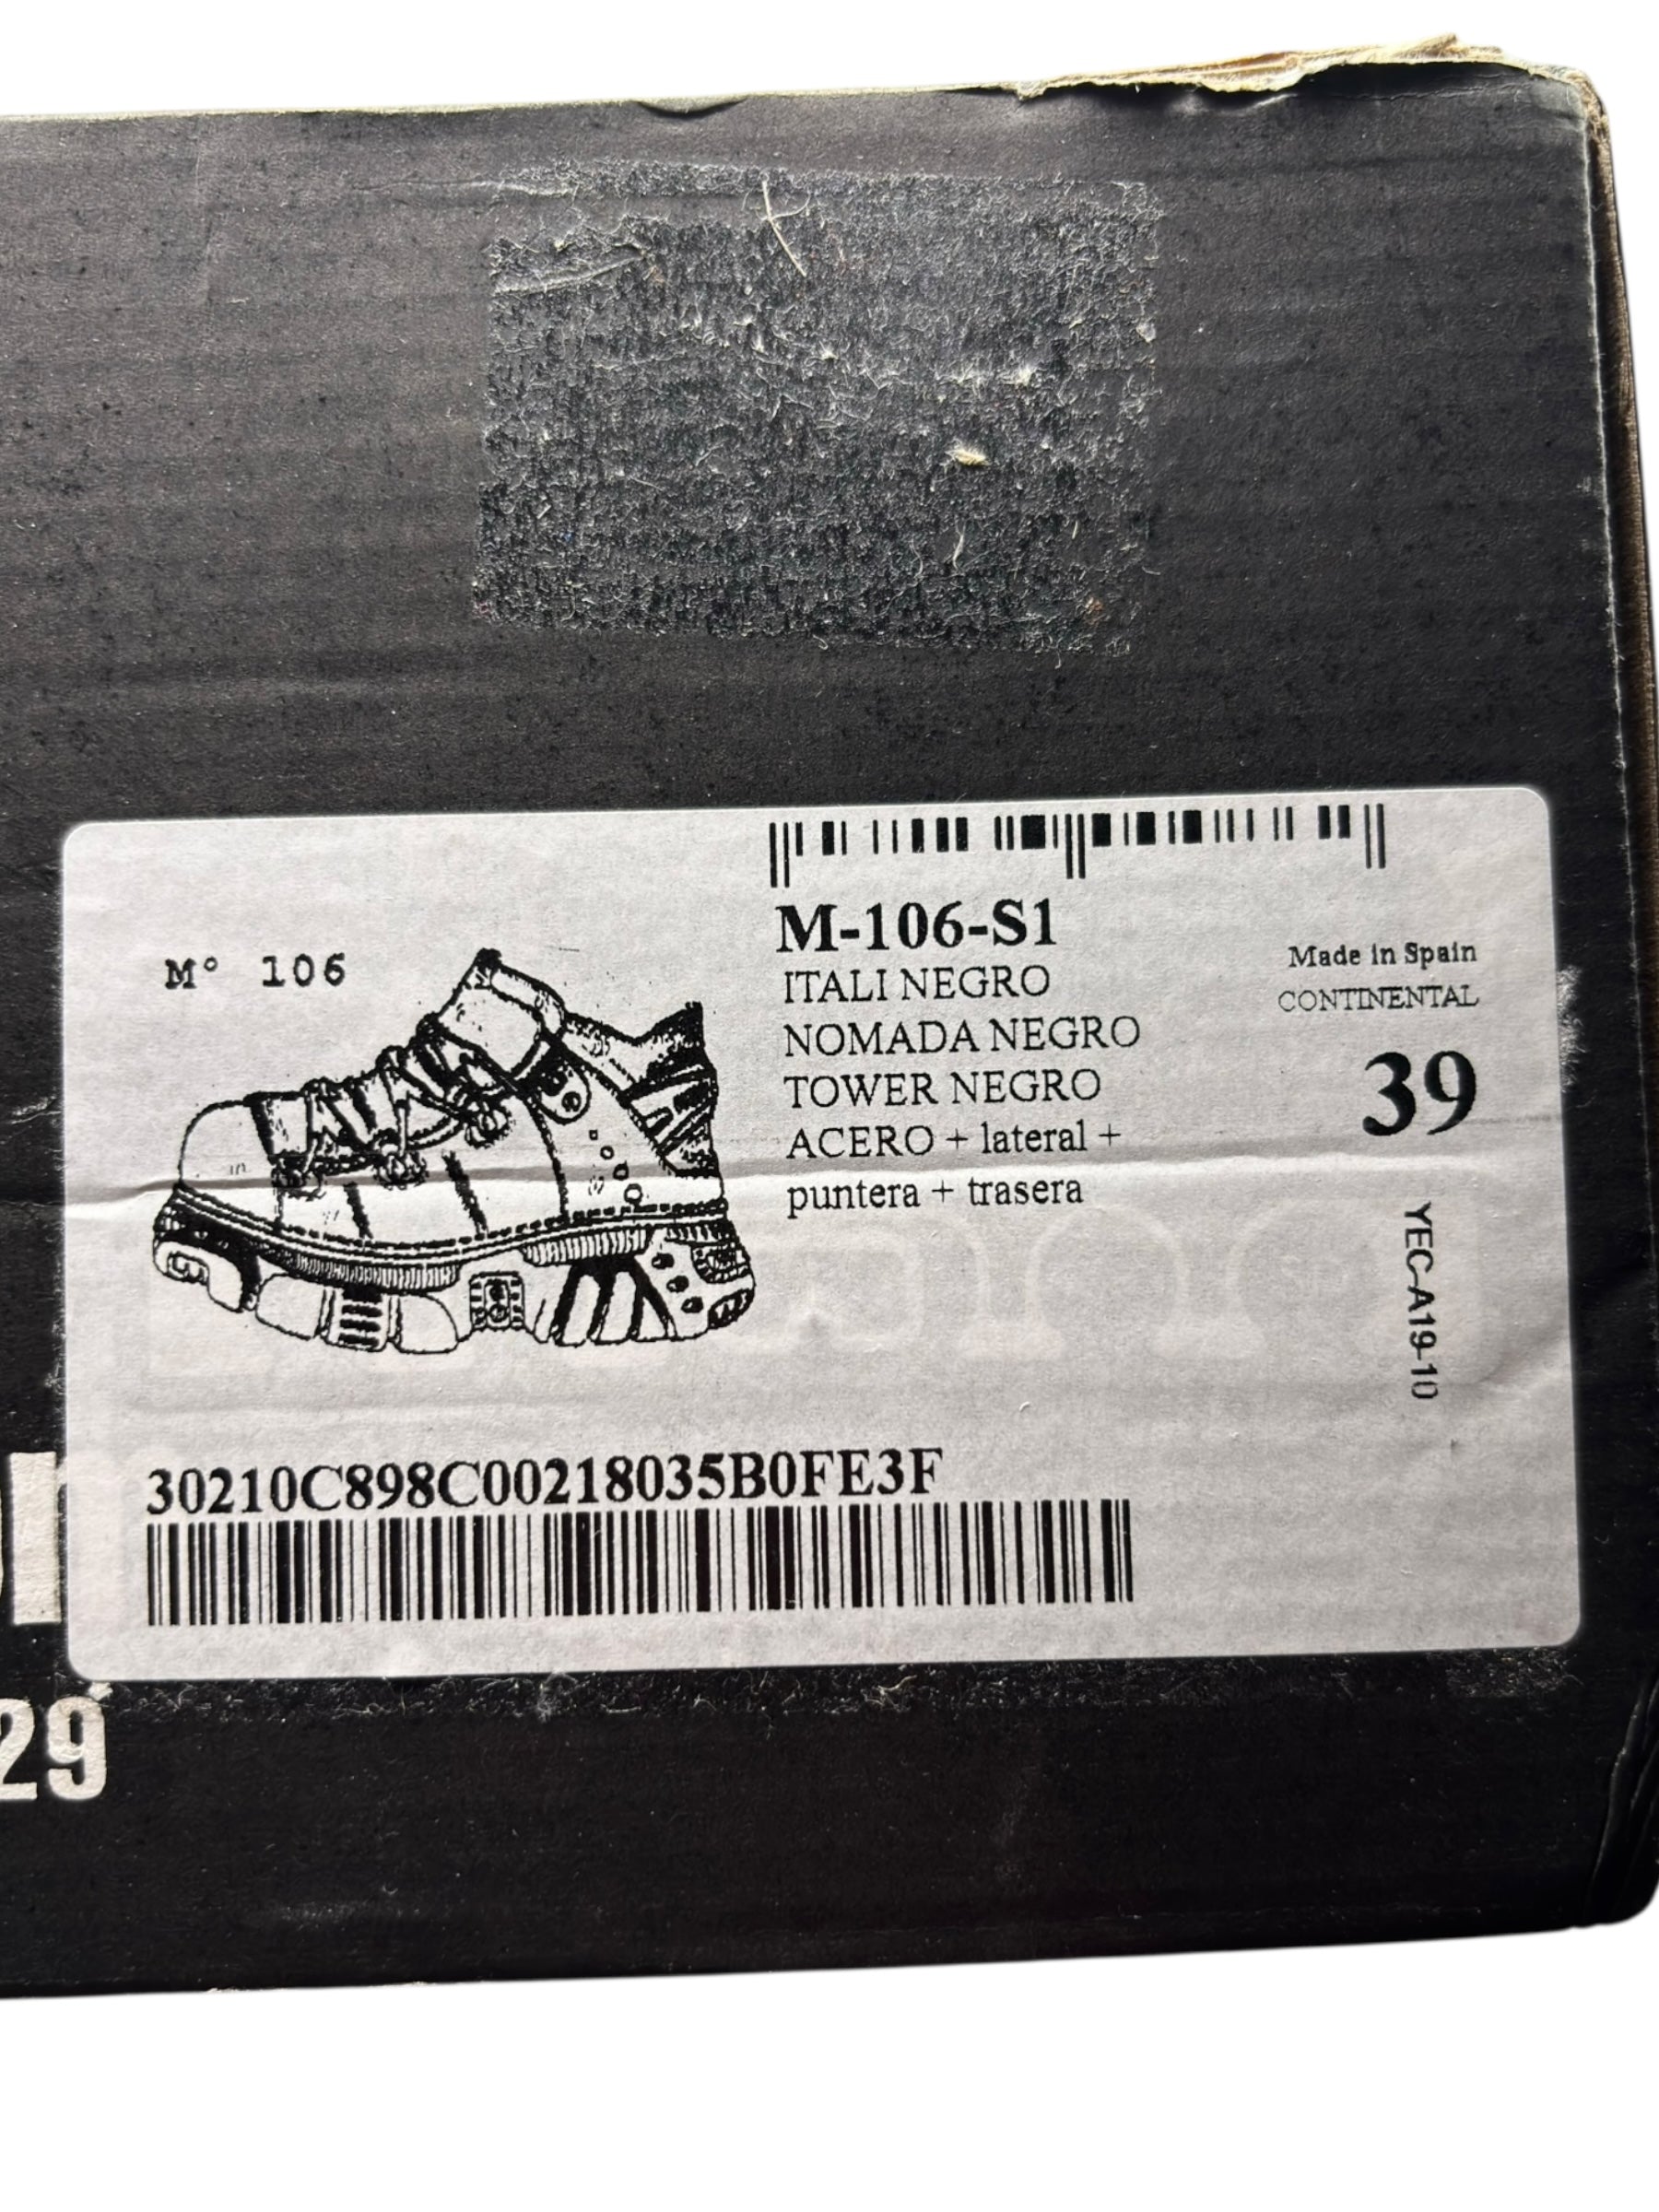 M-106-S1
Mº 106
ITALI NEGRO
NOMADA NEGRO
TOWER NEGRO
ACERO + lateral +
puntera + trasera
Made in Spain
CONTINENTAL
39
YEC-A19-10
30210C898C00218035B0FE3F
29